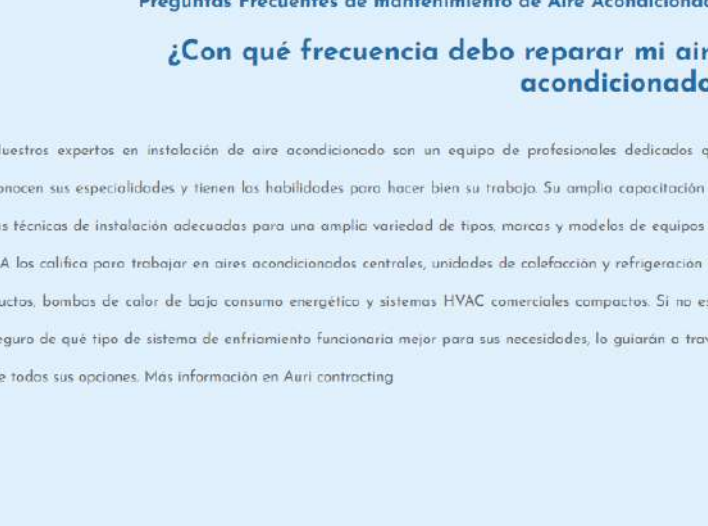 Preguntas Frecuentes de mantenimiento de Aire Acondicionad
¿Con qué frecuencia debo reparar mi air
acondicionado
uestros expertos en instalación de aire acondicionado son un equipo de profesionales dedicados q
onocen sus especialidades y tienen las habilidades para hacer bien su trabajo. Su amplia capacitación
s técnicas de instalación adecuadas para una amplia variedad de tipos, marcas y modelos de equipos
A los califica para trabajar en aires acondicionados centrales, unidades de calefacción y refrigeración
uctos, bombas de calor de bajo consumo energético y sistemas HVAC comerciales compactos. Si no es
eguro de qué tipo de sistema de enfriamiento funcionaría mejor para sus necesidades, lo guiarán a trav
e todas sus opciones. Más información en Auri contracting